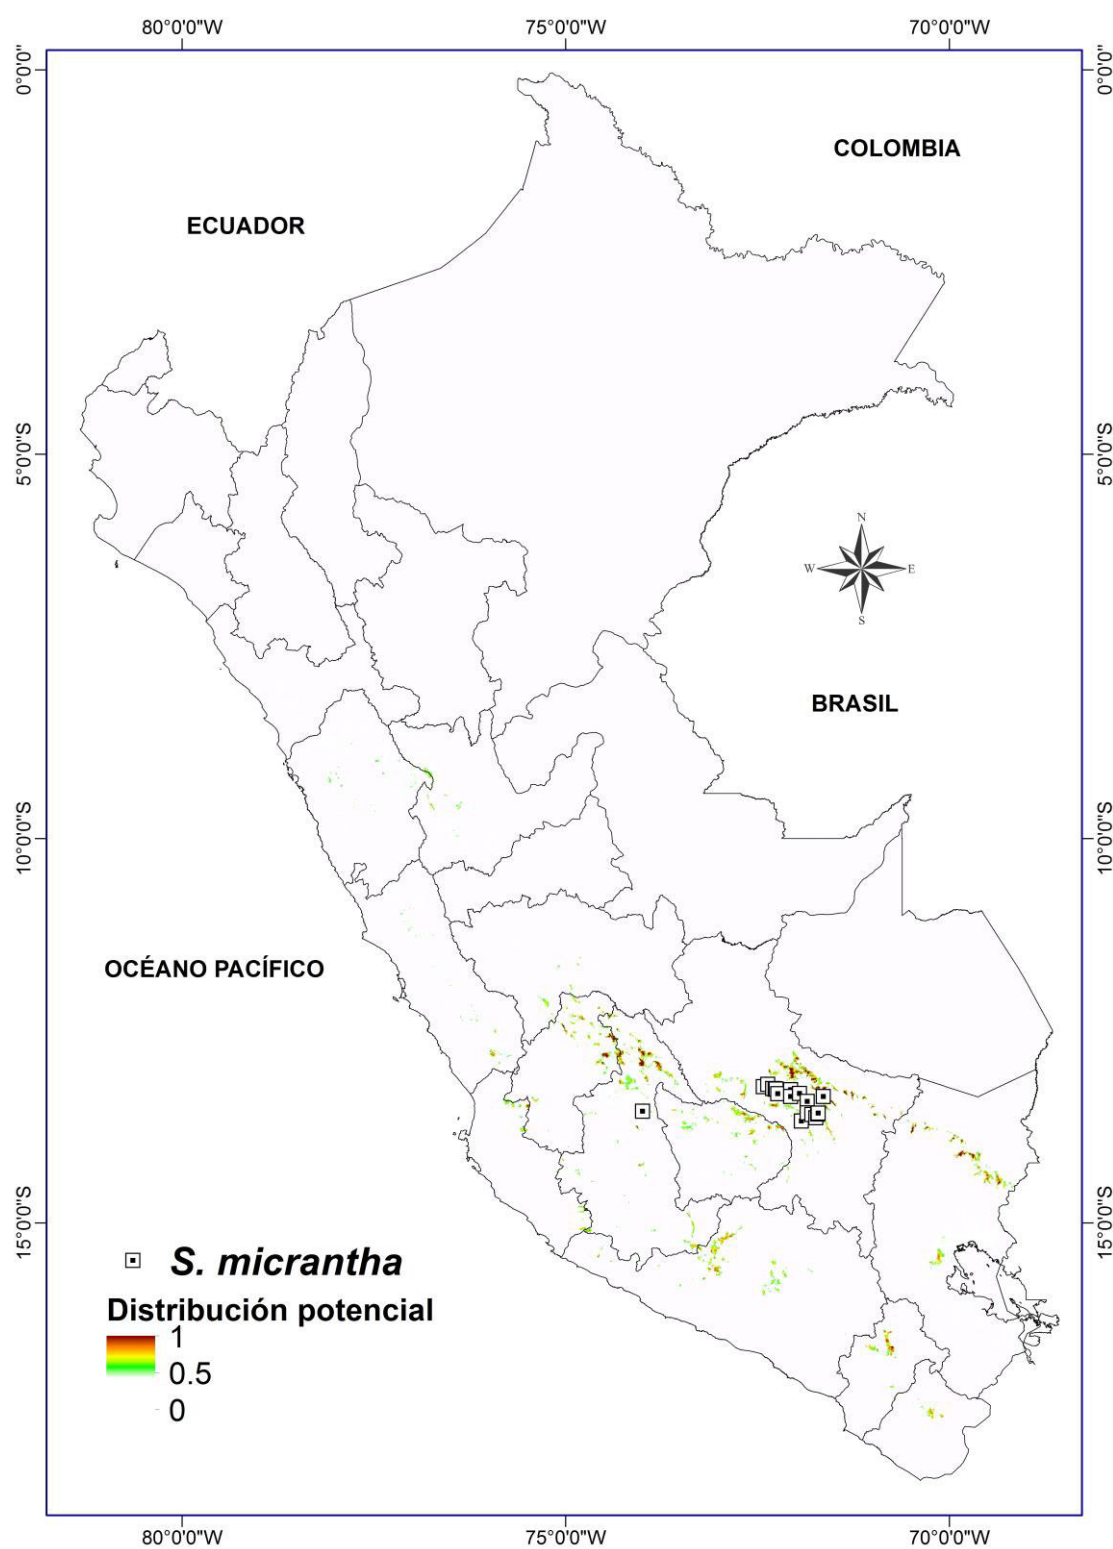 80°0'0"W 75°0'0"W 70°0'0"W
0°0'0" 0°0'0"
COLOMBIA
ECUADOR
5°0'0"S 5°0'0"S
N
W E
S
BRASIL
10°0'0"S 10°0'0"S
OCÉANO PACÍFICO
15°0'0"S 15°0'0"S
S. micrantha
Distribución potencial
1
0.5
0
80°0'0"W 75°0'0"W 70°0'0"W